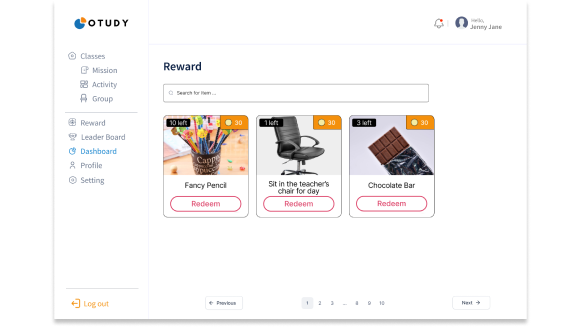 OTUDY
Hello,
Jenny Jane
Classes
Mission
Activity
Group
Reward
Leader Board
Dashboard
Profile
Setting
Log out
Reward
Search for item ...
10 left
30
Fancy Pencil
Redeem
1 left
30
Sit in the teacher's
chair for day
Redeem
3 left
30
Chocolate Bar
Redeem
← Previous
1 2 3 ... 8 9 10
Next →